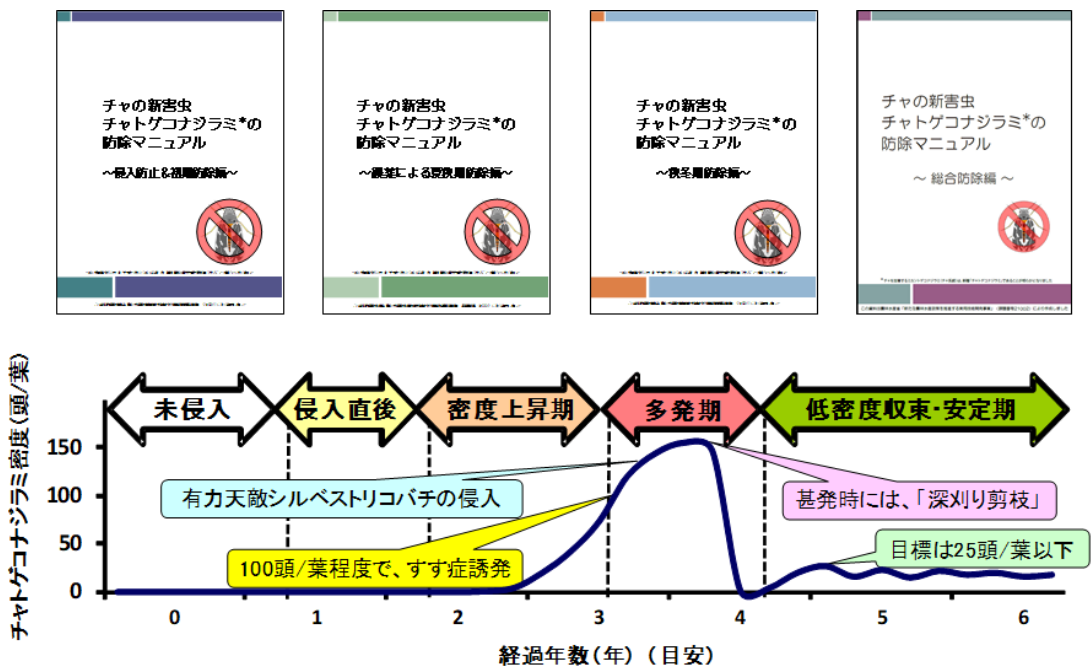 チャの新害虫
チャトゲコナジラミ*の
防除マニュアル
～侵入防止&初期防除編～
チャの新害虫
チャトゲコナジラミ*の
防除マニュアル
チャの新害虫
チャトゲコナジラミ*の
防除マニュアル
～秋冬期防除編～
チャの新害虫
チャトゲコナジラミ*の
防除マニュアル
～ 総合防除編 ～
未侵入
侵入直後
密度上昇期
多発期
低密度収束･安定期
チャトゲコナジラミ密度(頭/葉)
150
100
50
0
有力天敵シルベストリコバチの侵入
100頭/葉程度で、すす症誘発
甚発時には、「深刈り剪枝」
目標は25頭/葉以下
0 1 2 3 4 5 6
経過年数(年) (目安)